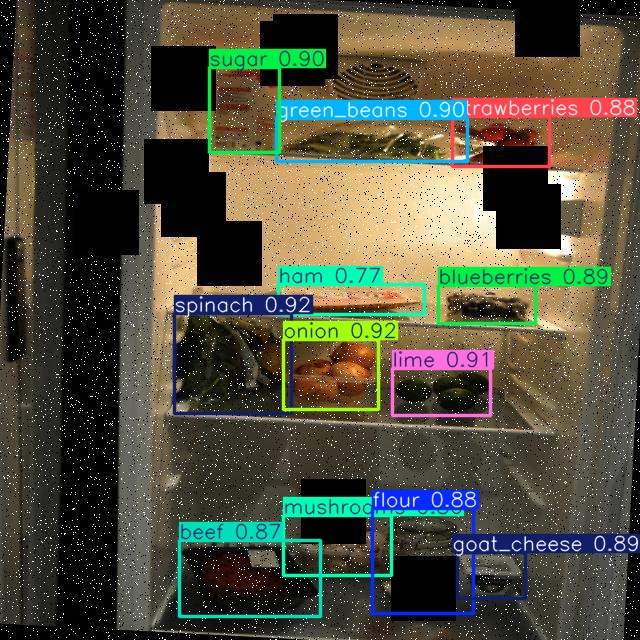 sugar 0.90
green_beans 0.90
trawberries 0.88
ham 0.77
blueberries 0.89
spinach 0.92
onion 0.92
lime 0.91
flour 0.88
beef 0.87
goat_cheese 0.89